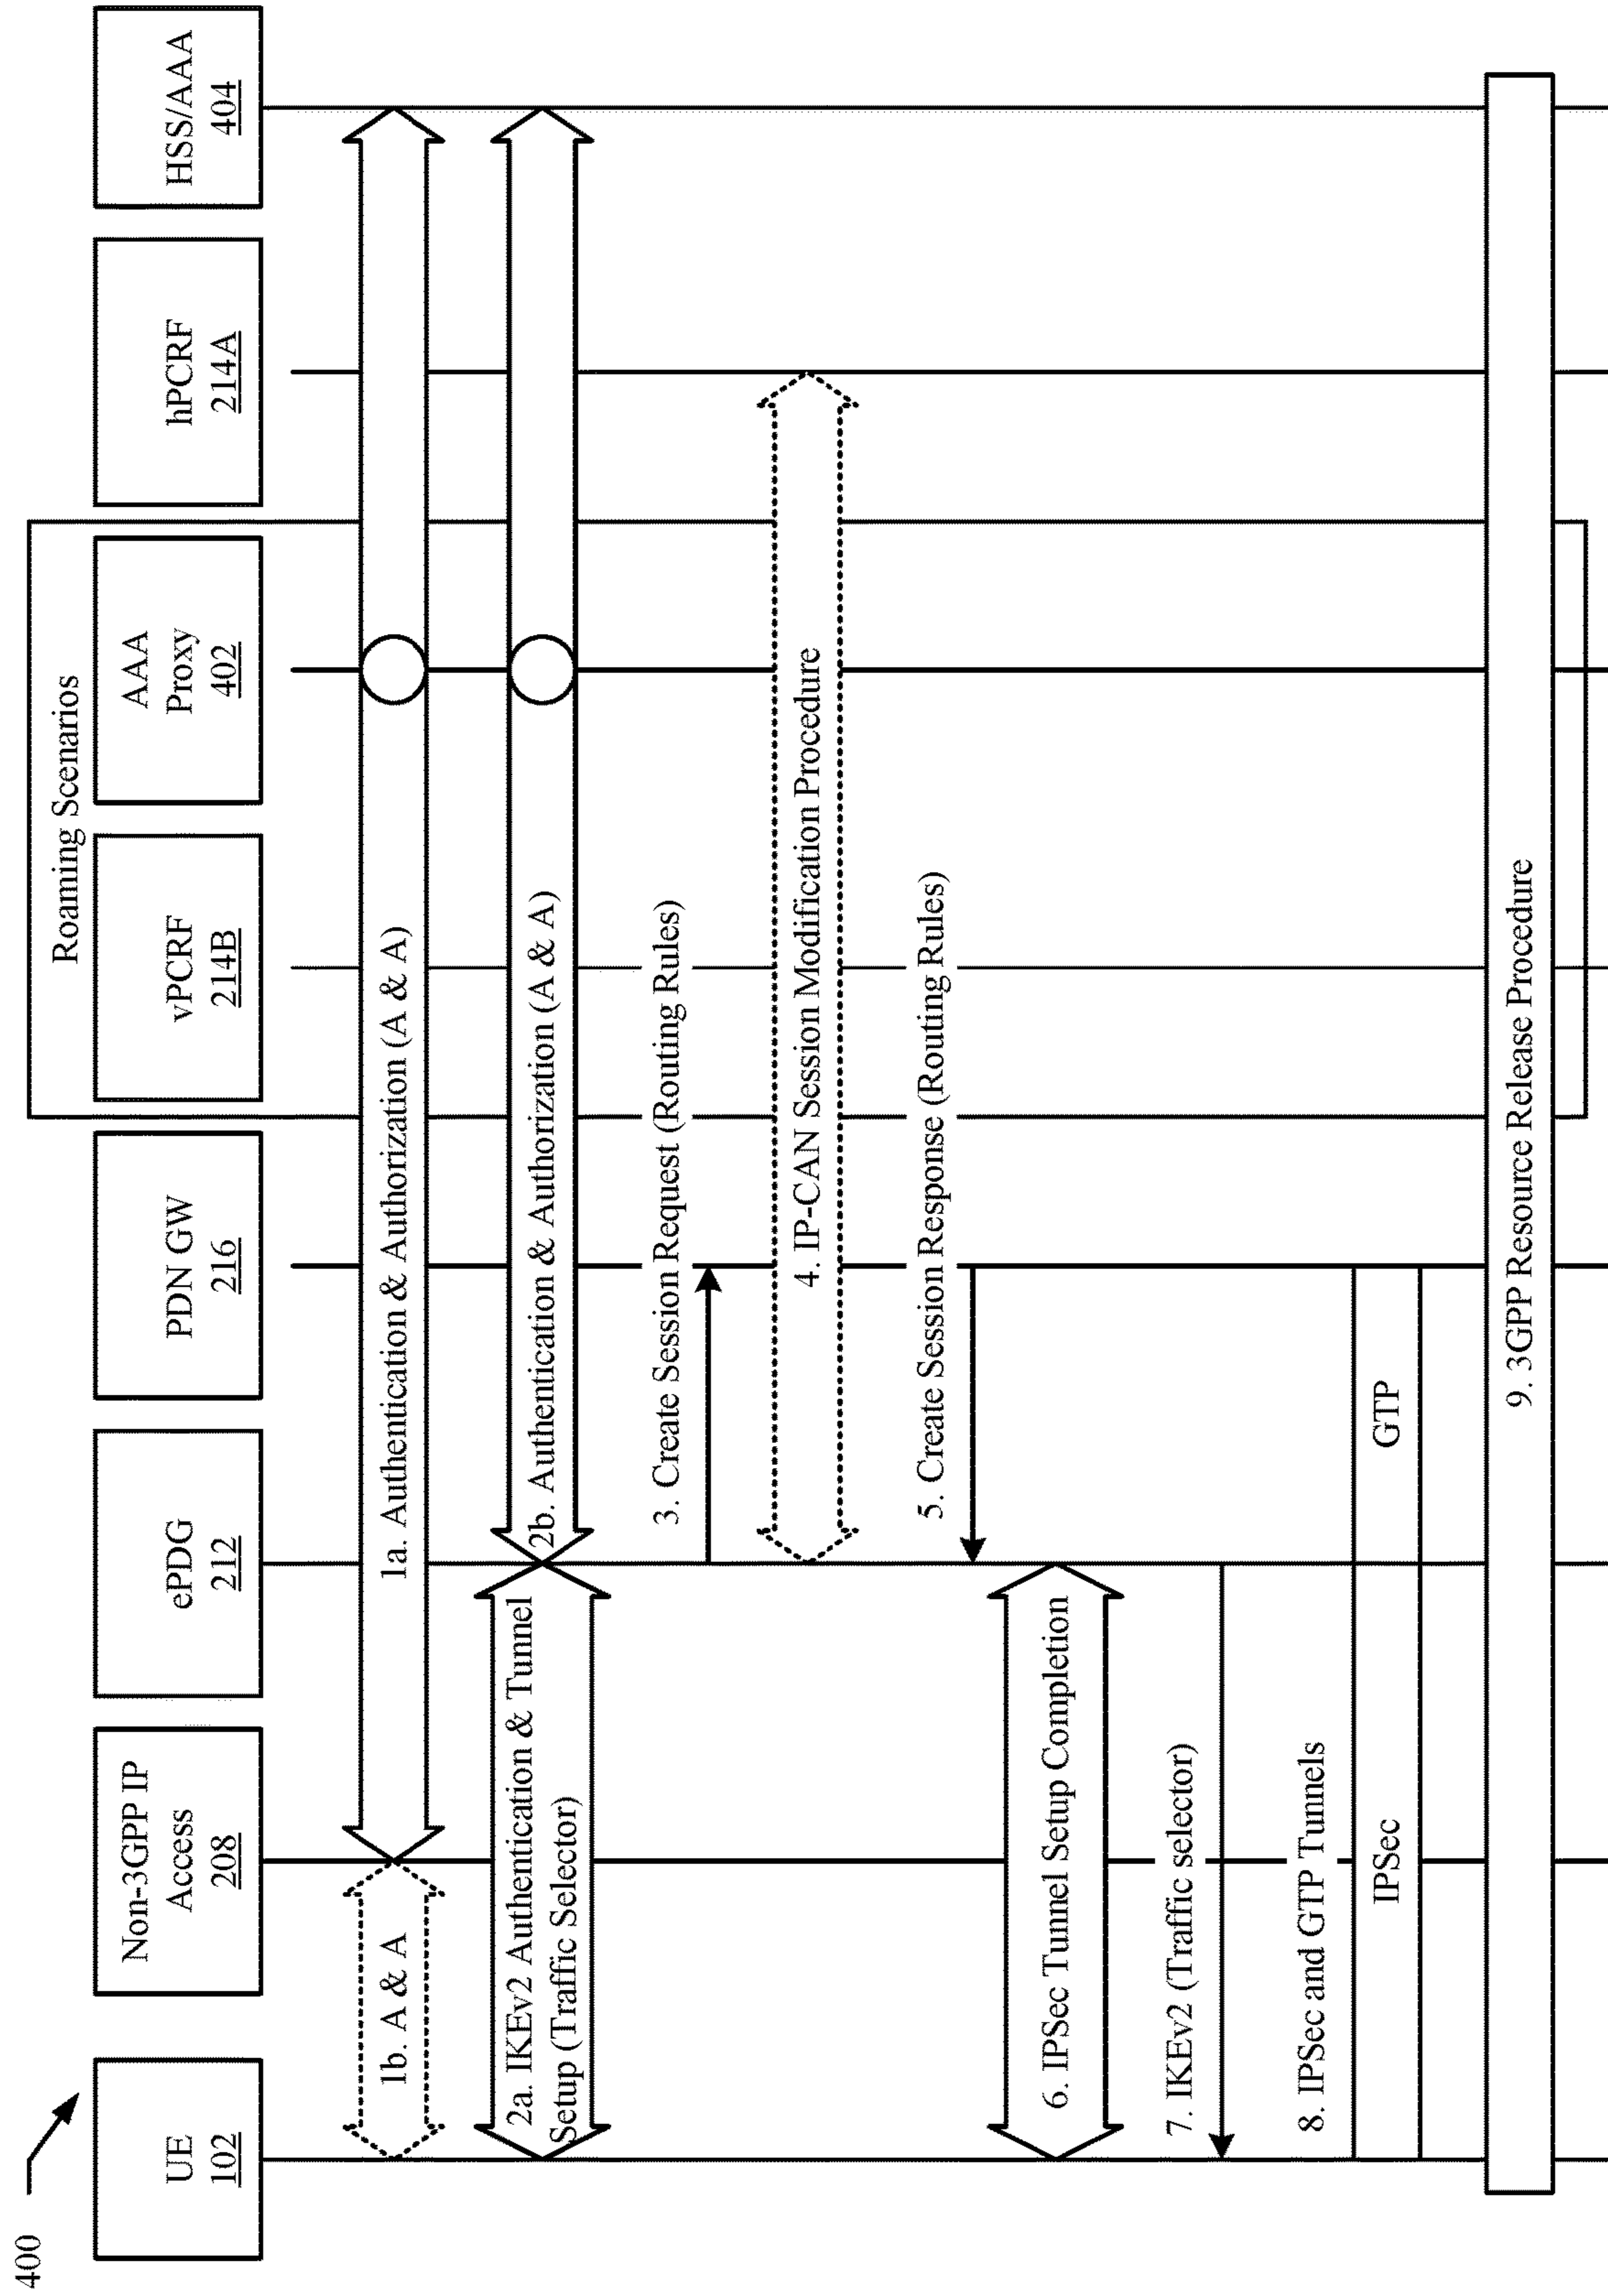 400
Roaming Scenarios
UE
102
Non-3GPP IP
Access
208
ePDG
212
PDN GW
216
vPCRF
214B
AAA
Proxy
402
hPCRF
214A
HSS/AAA
404
1b. A & A
1a. Authentication & Authorization (A & A)
2a. IKEv2 Authentication & Tunnel
Setup (Traffic Selector)
2b. Authentication & Authorization (A & A)
3. Create Session Request (Routing Rules)
4. IP-CAN Session Modification Procedure
5. Create Session Response (Routing Rules)
6. IPSec Tunnel Setup Completion
7. IKEv2 (Traffic selector)
8. IPSec and GTP Tunnels
IPSec
GTP
9. 3GPP Resource Release Procedure